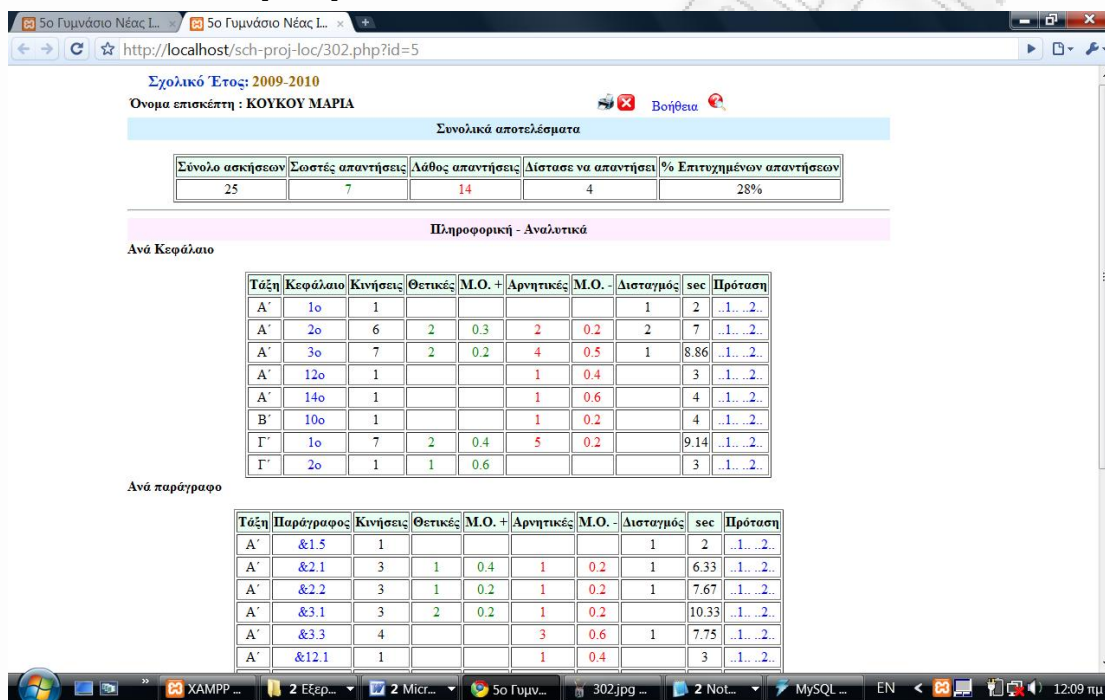 5ο Γυμνάσιο Νέας Ι... 5ο Γυμνάσιο Νέας Ι...
http://localhost/sch-proj-loc/302.php?id=5
Σχολικό Έτος: 2009-2010
Όνομα επισκέπτη : ΚΟΥΚΟΥ ΜΑΡΙΑ Βοήθεια
Συνολικά αποτελέσματα
Σύνολο ασκήσεων Σωστές απαντήσεις Λάθος απαντήσεις Δίστασε να απαντήσει % Επιτυχημένων απαντήσεων
25 7 14 4 28%
Πληροφορική - Αναλυτικά
Ανά Κεφάλαιο
Τάξη Κεφάλαιο Κινήσεις Θετικές Μ.Ο. + Αρνητικές Μ.Ο. - Δισταγμός sec Πρόταση
Α΄ 1ο 1 1 2 ..1.. ..2..
Α΄ 2ο 6 2 0.3 2 0.2 2 7 ..1.. ..2..
Α΄ 3ο 7 2 0.2 4 0.5 1 8.86 ..1.. ..2..
Α΄ 12ο 1 1 0.4 3 ..1.. ..2..
Α΄ 14ο 1 1 0.6 4 ..1.. ..2..
Β΄ 10ο 1 1 0.2 4 ..1.. ..2..
Γ΄ 1ο 7 2 0.4 5 0.2 9.14 ..1.. ..2..
Γ΄ 2ο 1 1 0.6 3 ..1.. ..2..
Ανά παράγραφο
Τάξη Παράγραφος Κινήσεις Θετικές Μ.Ο. + Αρνητικές Μ.Ο. - Δισταγμός sec Πρόταση
Α΄ &1.5 1 1 2 ..1.. ..2..
Α΄ &2.1 3 1 0.4 1 0.2 1 6.33 ..1.. ..2..
Α΄ &2.2 3 1 0.2 1 0.2 1 7.67 ..1.. ..2..
Α΄ &3.1 3 2 0.2 1 0.2 10.33 ..1.. ..2..
Α΄ &3.3 4 3 0.6 1 7.75 ..1.. ..2..
Α΄ &12.1 1 1 0.4 3 ..1.. ..2..
XAMPP ... 2 Εξερ... 2 Micr... 5ο Γυμν... 302.jpg ... 2 Not... MySQL ... EN 12:09 πμ